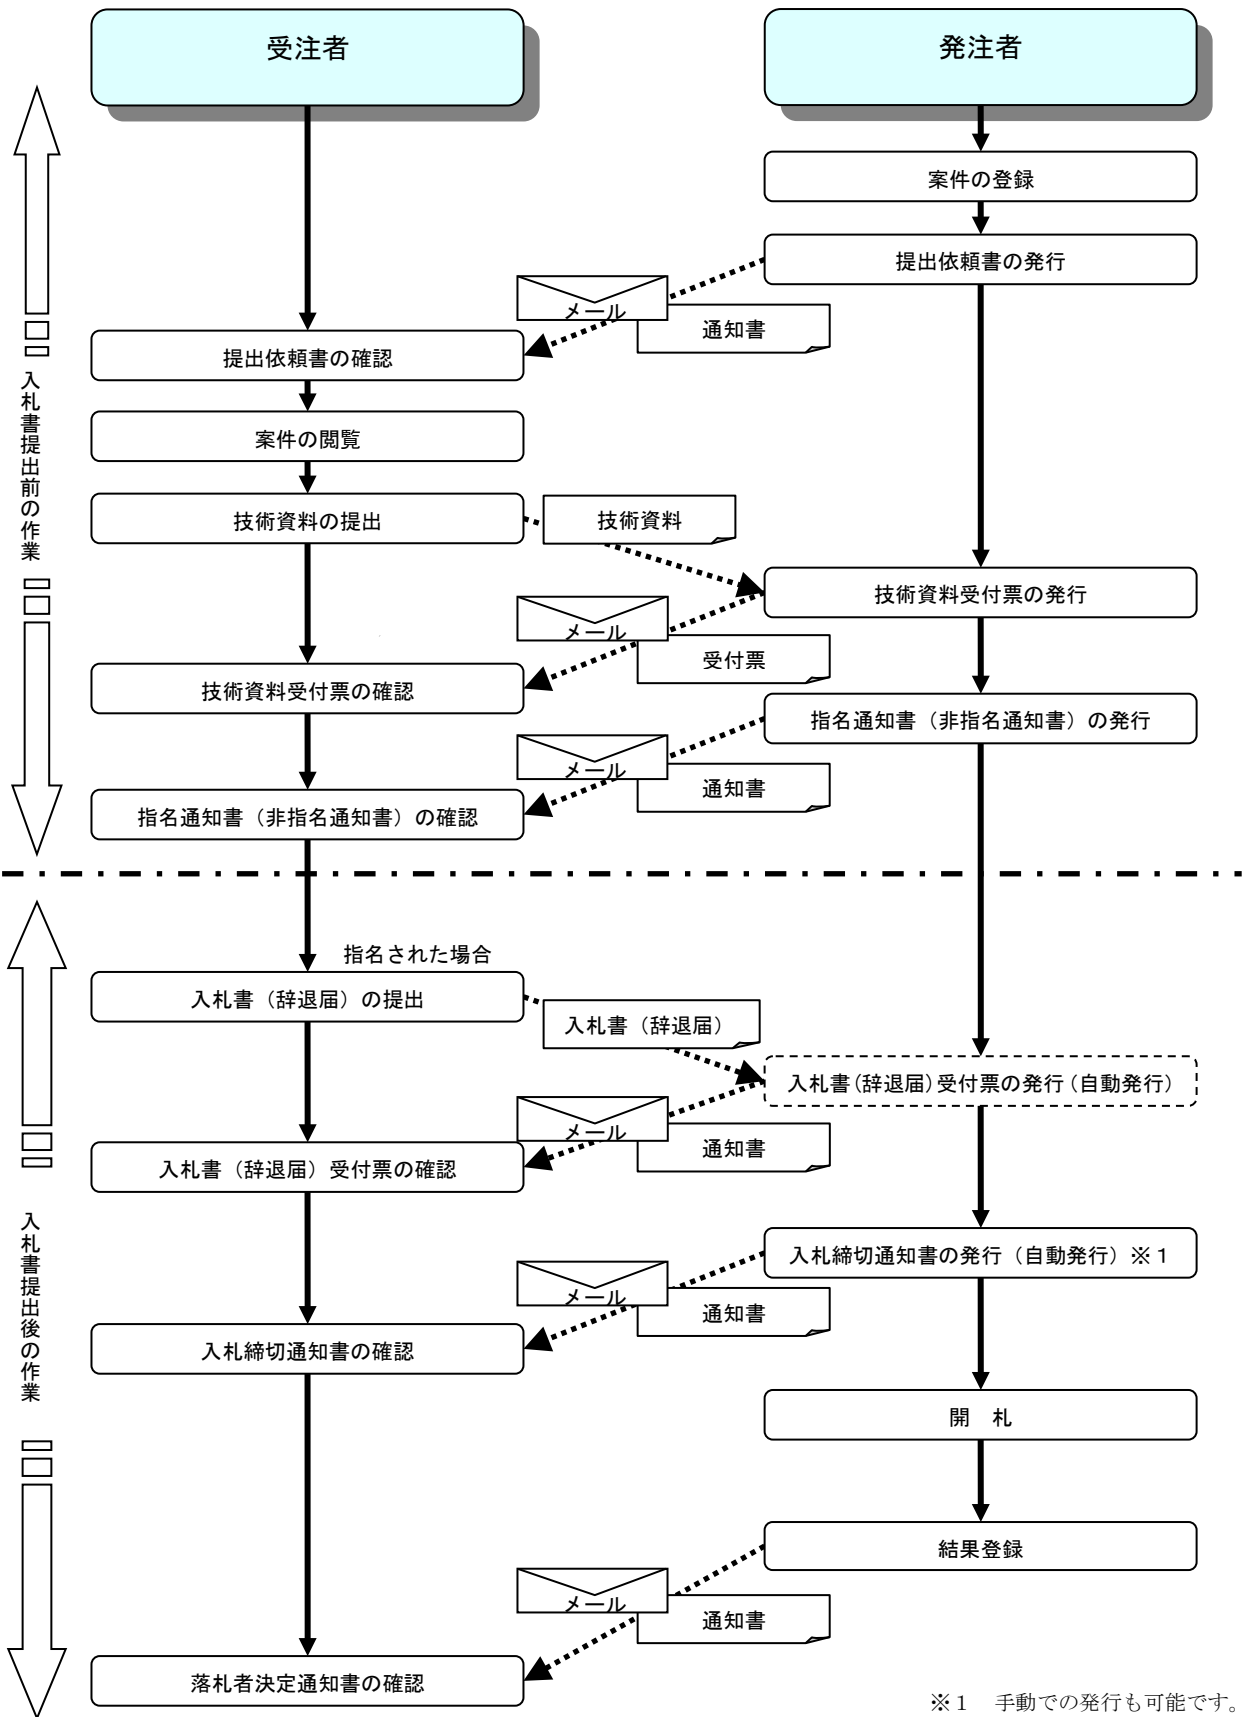 受注者
発注者
案件の登録
提出依頼書の発行
メール
通知書
提出依頼書の確認
入札書提出前の作業
案件の閲覧
技術資料の提出
技術資料
技術資料受付票の発行
メール
受付票
技術資料受付票の確認
指名通知書（非指名通知書）の発行
メール
通知書
指名通知書（非指名通知書）の確認
指名された場合
入札書（辞退届）の提出
入札書（辞退届）
入札書(辞退届)受付票の発行(自動発行)
メール
通知書
入札書（辞退届）受付票の確認
入札書提出後の作業
入札締切通知書の発行（自動発行）※１
メール
通知書
入札締切通知書の確認
開　札
結果登録
メール
通知書
落札者決定通知書の確認
※１　手動での発行も可能です。